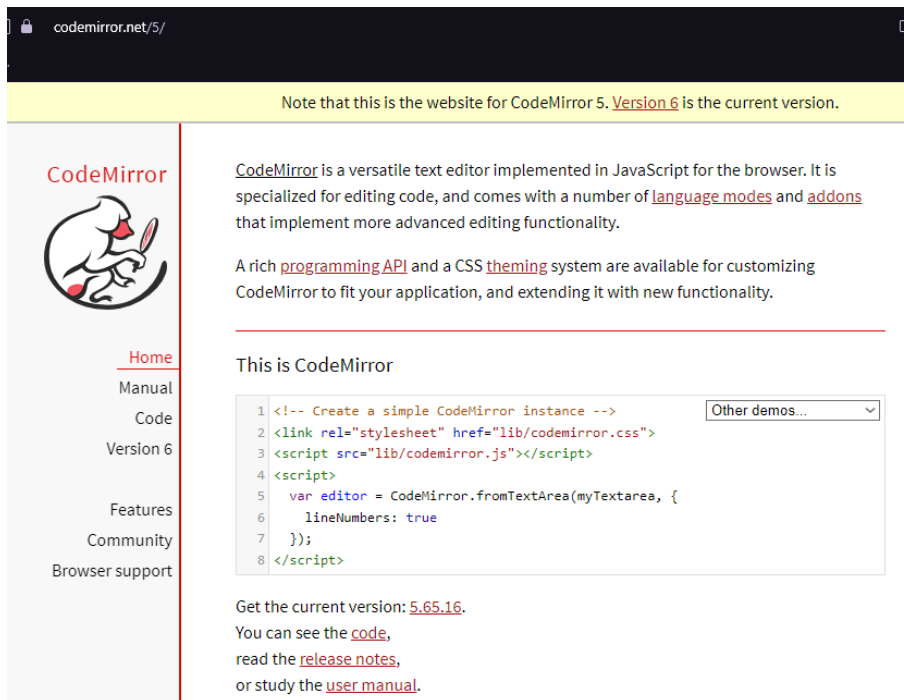 codemirror.net/5/
Note that this is the website for CodeMirror 5. Version 6 is the current version.
CodeMirror
Home
Manual
Code
Version 6
Features
Community
Browser support
CodeMirror is a versatile text editor implemented in JavaScript for the browser. It is
specialized for editing code, and comes with a number of language modes and addons
that implement more advanced editing functionality.
A rich programming API and a CSS theming system are available for customizing
CodeMirror to fit your application, and extending it with new functionality.
This is CodeMirror
Other demos...
1 <!-- Create a simple CodeMirror instance -->
2 <link rel="stylesheet" href="lib/codemirror.css">
3 <script src="lib/codemirror.js"></script>
4 <script>
5   var editor = CodeMirror.fromTextArea(myTextarea, {
6     lineNumbers: true
7   });
8 </script>
Get the current version: 5.65.16.
You can see the code,
read the release notes,
or study the user manual.